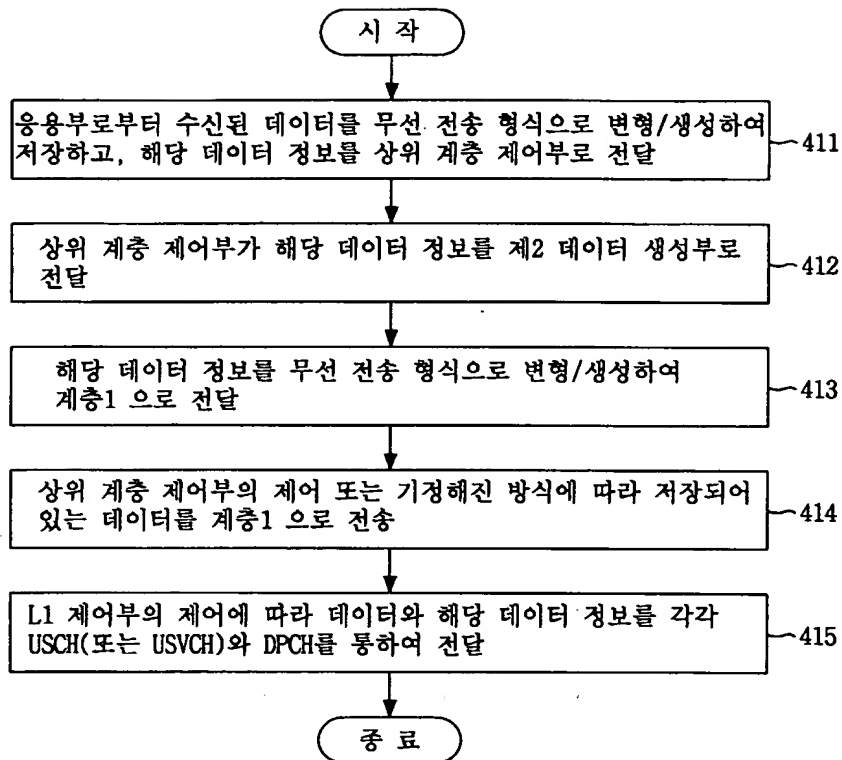 시 작
응용부로부터 수신된 데이터를 무선 전송 형식으로 변형/생성하여
저장하고, 해당 데이터 정보를 상위 계층 제어부로 전달
411
상위 계층 제어부가 해당 데이터 정보를 제2 데이터 생성부로
전달
412
해당 데이터 정보를 무선 전송 형식으로 변형/생성하여
계층1 으로 전달
413
상위 계층 제어부의 제어 또는 기정해진 방식에 따라 저장되어
있는 데이터를 계층1 으로 전송
414
L1 제어부의 제어에 따라 데이터와 해당 데이터 정보를 각각
USCH(또는 USVCH)와 DPCH를 통하여 전달
415
종 료